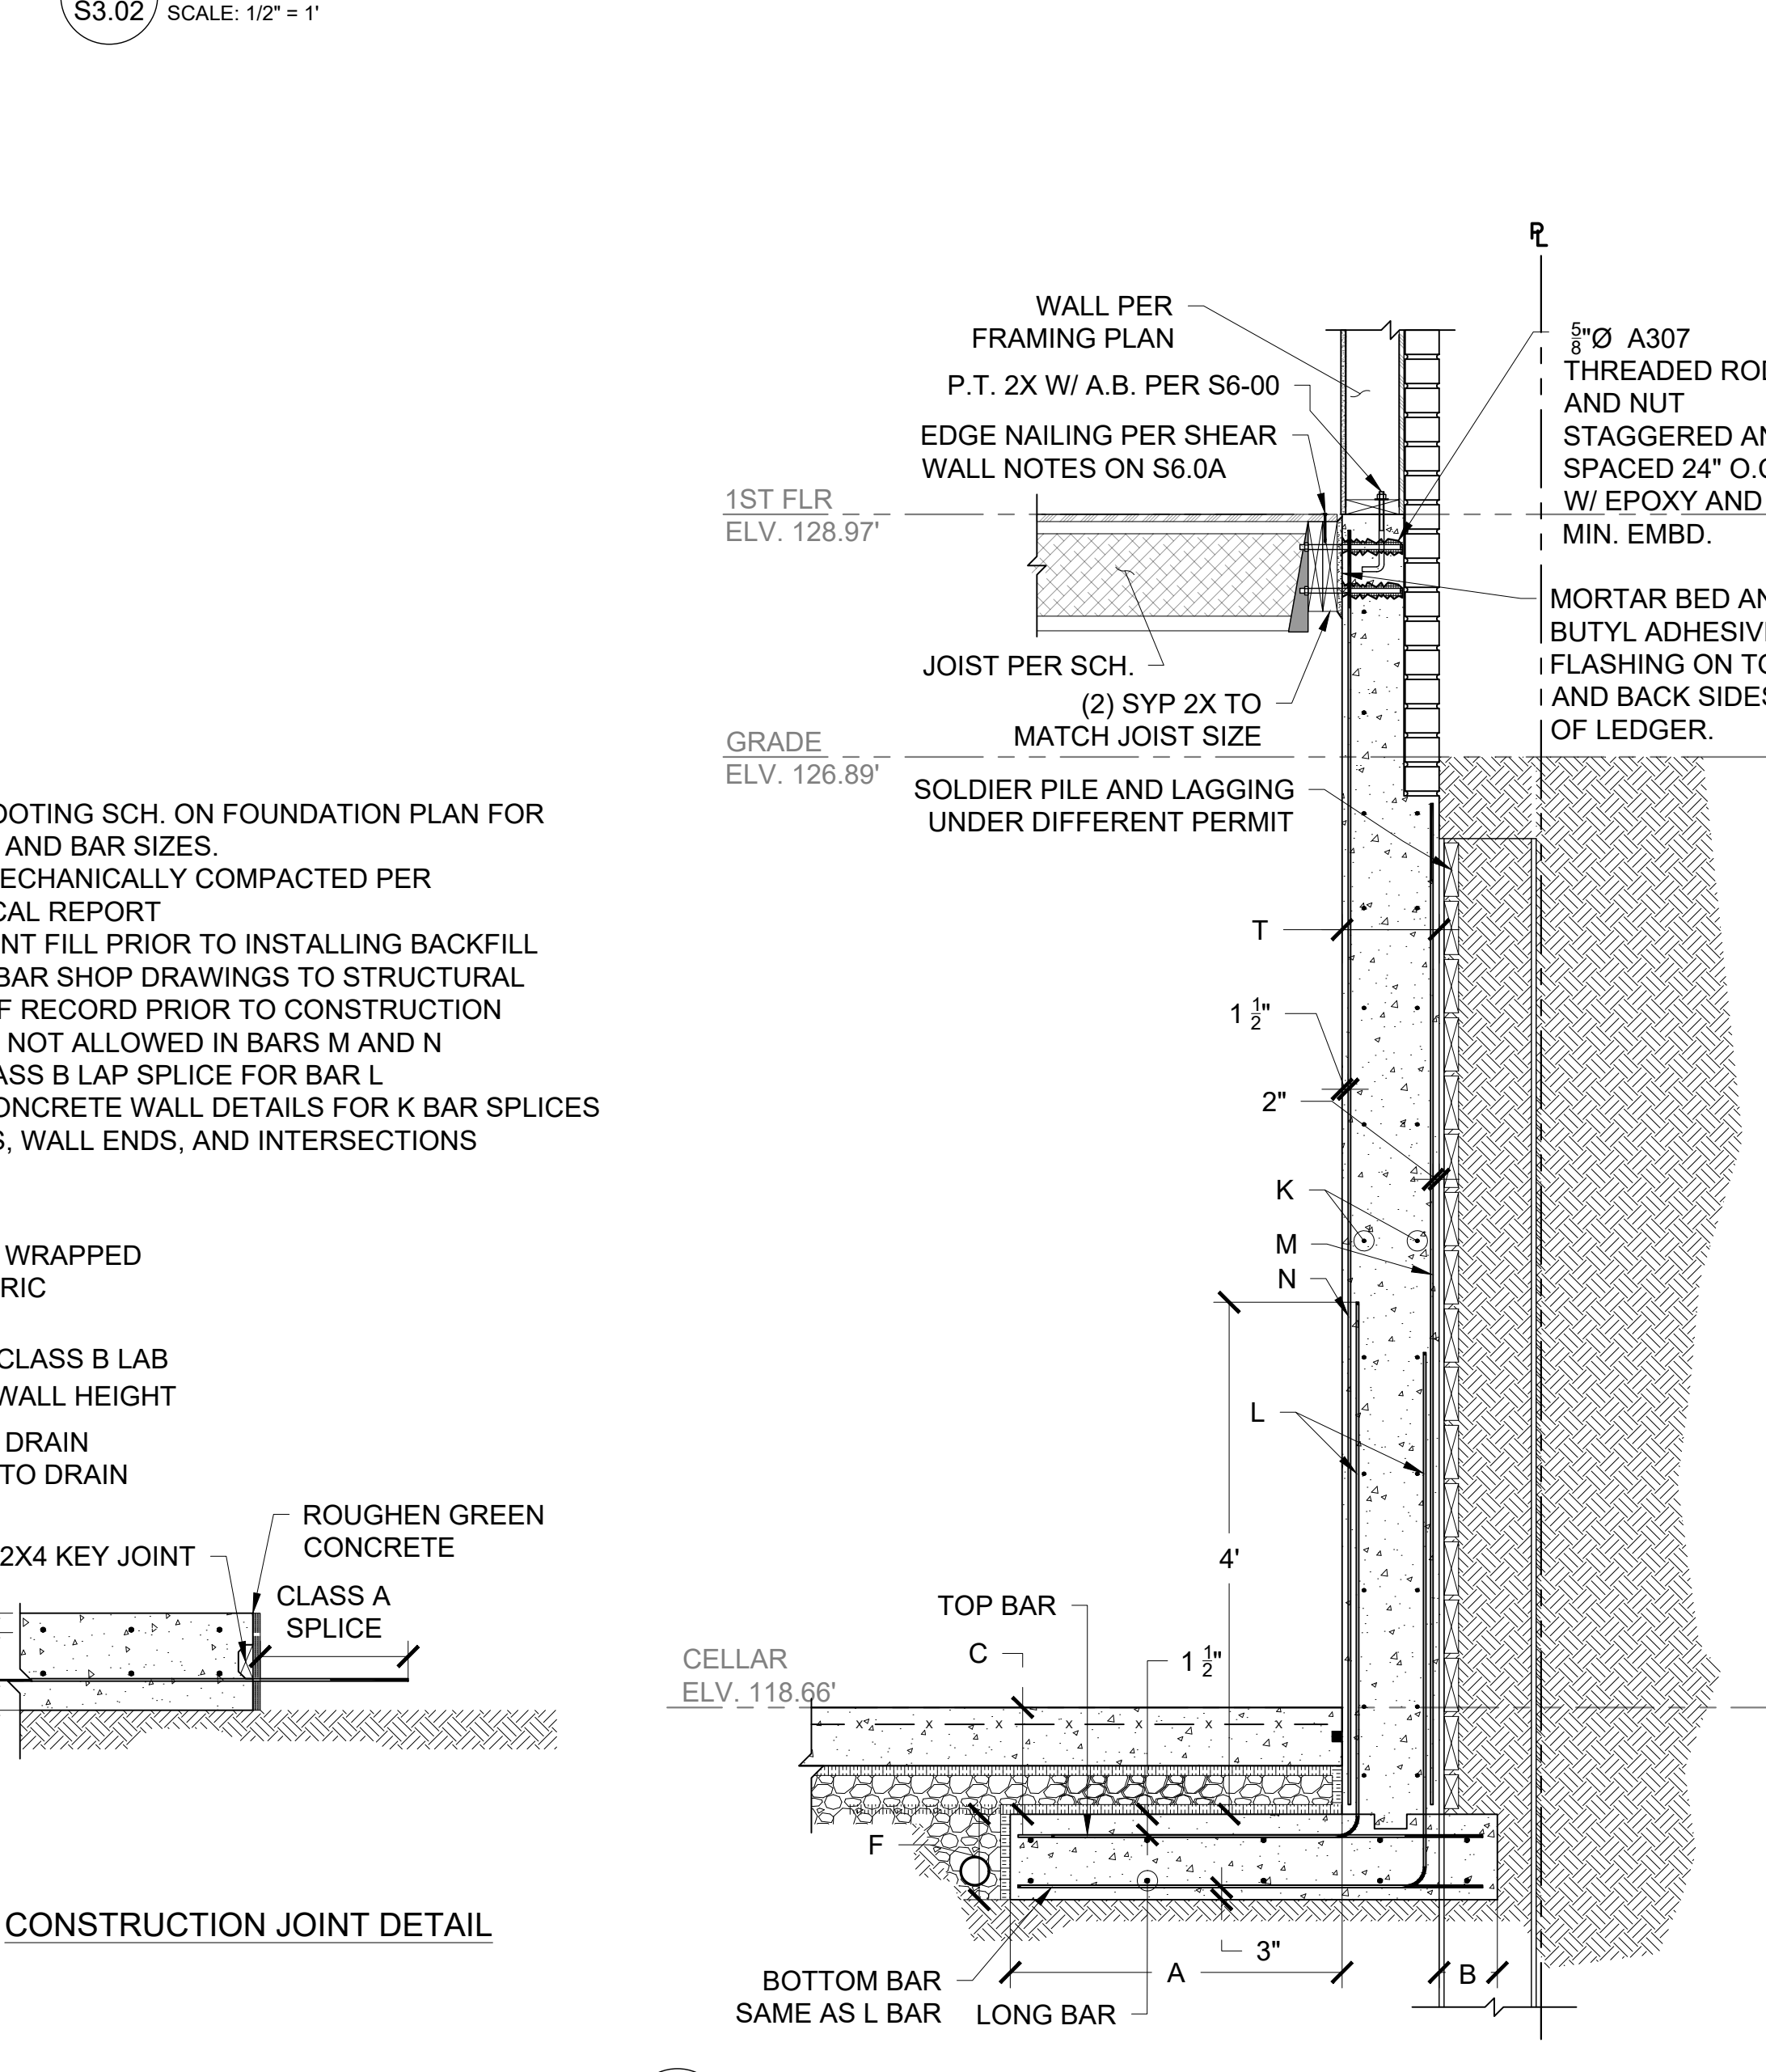 S3.02
SCALE: 1/2" = 1'
PL
WALL PER
FRAMING PLAN
P.T. 2X W/ A.B. PER S6-00
EDGE NAILING PER SHEAR
WALL NOTES ON S6.0A
5/8"Ø A307
THREADED ROD
AND NUT
STAGGERED AN
SPACED 24" O.C
W/ EPOXY AND
MIN. EMBD.
1ST FLR
ELV. 128.97'
MORTAR BED AN
BUTYL ADHESIV
FLASHING ON TO
AND BACK SIDES
OF LEDGER.
JOIST PER SCH.
(2) SYP 2X TO
MATCH JOIST SIZE
GRADE
ELV. 126.89'
SOLDIER PILE AND LAGGING
UNDER DIFFERENT PERMIT
OOTING SCH. ON FOUNDATION PLAN FOR
AND BAR SIZES.
MECHANICALLY COMPACTED PER
CAL REPORT
NT FILL PRIOR TO INSTALLING BACKFILL
BAR SHOP DRAWINGS TO STRUCTURAL
F RECORD PRIOR TO CONSTRUCTION
NOT ALLOWED IN BARS M AND N
ASS B LAP SPLICE FOR BAR L
ONCRETE WALL DETAILS FOR K BAR SPLICES
S, WALL ENDS, AND INTERSECTIONS
T
1 1/2"
2"
K
M
N
L
4'
WRAPPED
RIC
CLASS B LAB
WALL HEIGHT
DRAIN
TO DRAIN
ROUGHEN GREEN
CONCRETE
2X4 KEY JOINT
CLASS A
SPLICE
CONSTRUCTION JOINT DETAIL
TOP BAR
C
1 1/2"
CELLAR
ELV. 118.66'
X X X X X X X
F
3"
A
B
BOTTOM BAR
SAME AS L BAR
LONG BAR